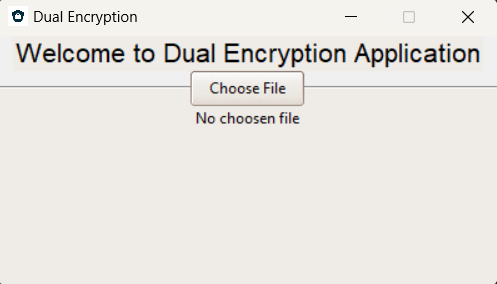 Dual Encryption
Welcome to Dual Encryption Application
Choose File
No choosen file